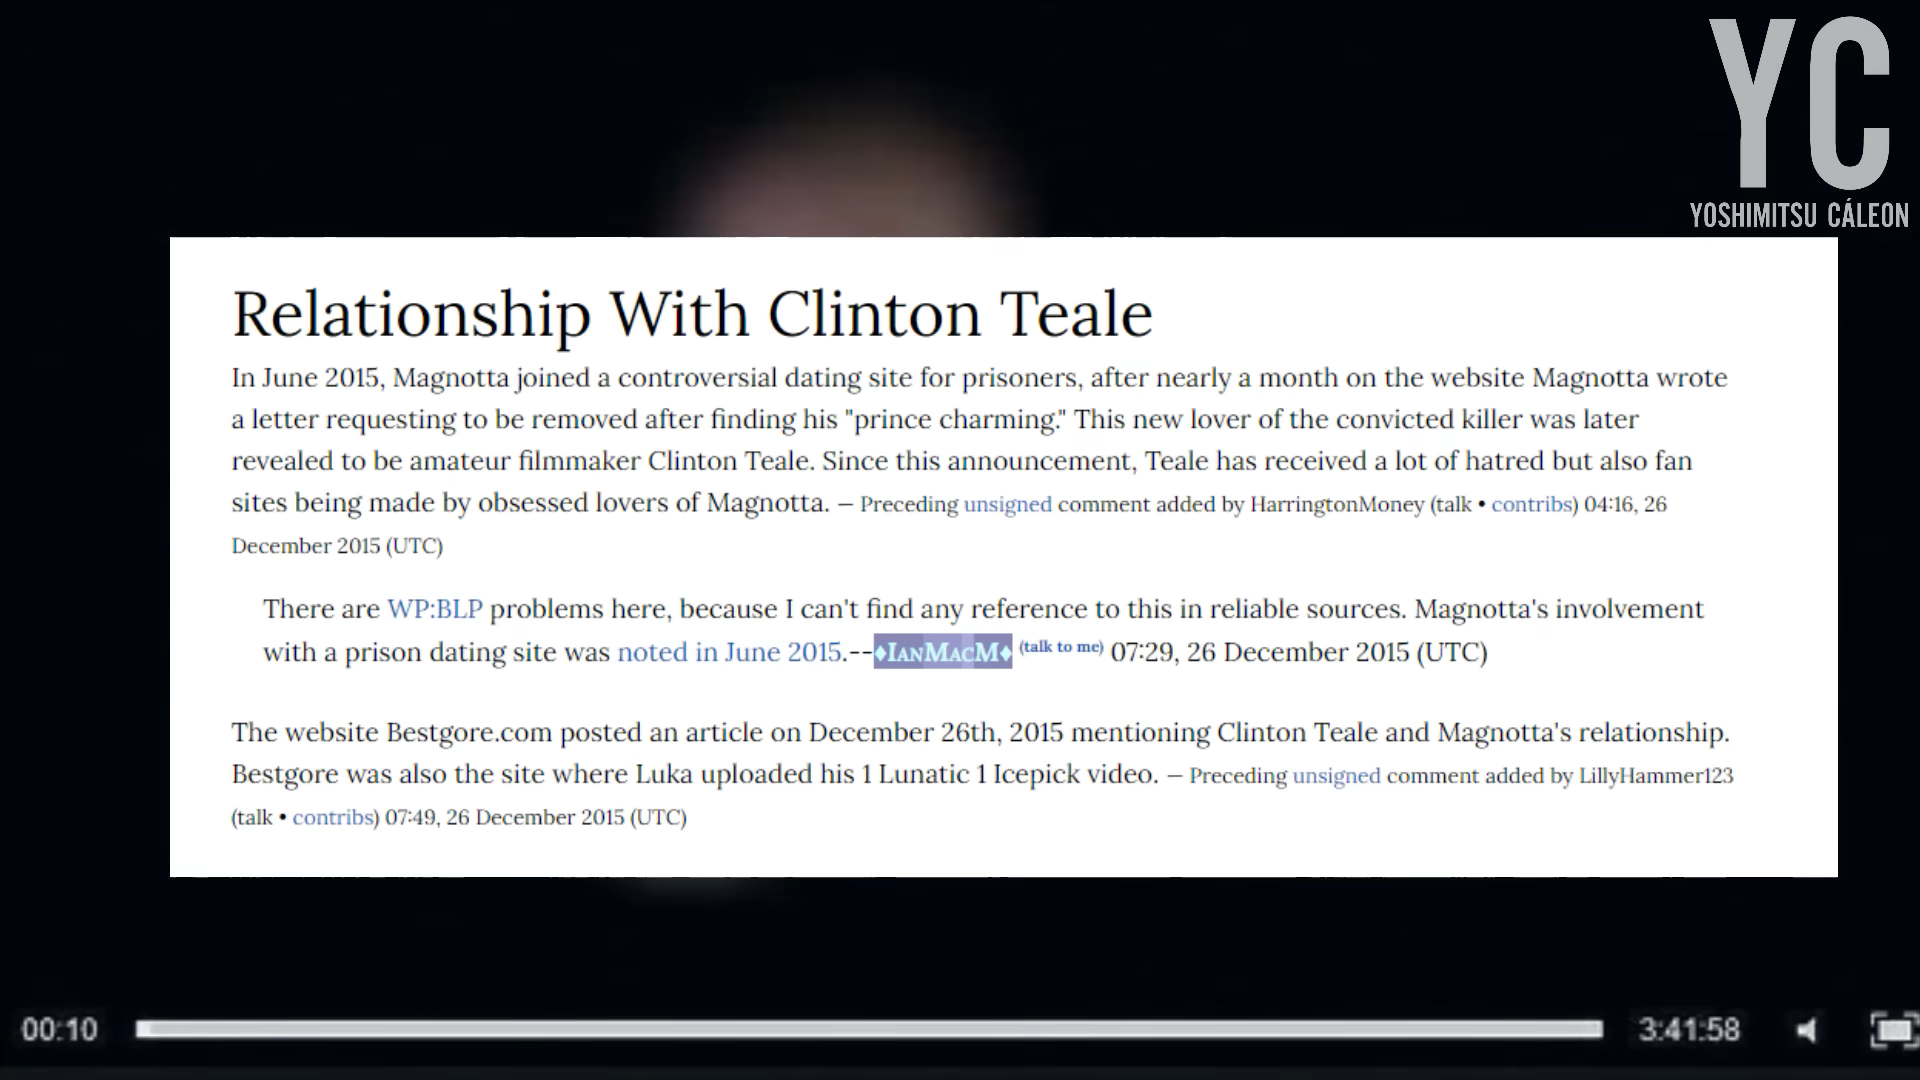 YC
YOSHIMITSU CÁLEON
Relationship With Clinton Teale
In June 2015, Magnotta joined a controversial dating site for prisoners, after nearly a month on the website Magnotta wrote
a letter requesting to be removed after finding his "prince charming." This new lover of the convicted killer was later
revealed to be amateur filmmaker Clinton Teale. Since this announcement, Teale has received a lot of hatred but also fan
sites being made by obsessed lovers of Magnotta. — Preceding unsigned comment added by HarringtonMoney (talk • contribs) 04:16, 26
December 2015 (UTC)
There are WP:BLP problems here, because I can't find any reference to this in reliable sources. Magnotta's involvement
with a prison dating site was noted in June 2015.--♦IANMACM♦ (talk to me) 07:29, 26 December 2015 (UTC)
The website Bestgore.com posted an article on December 26th, 2015 mentioning Clinton Teale and Magnotta's relationship.
Bestgore was also the site where Luka uploaded his 1 Lunatic 1 Icepick video. — Preceding unsigned comment added by LillyHammer123
(talk • contribs) 07:49, 26 December 2015 (UTC)
00:10
3:41:58